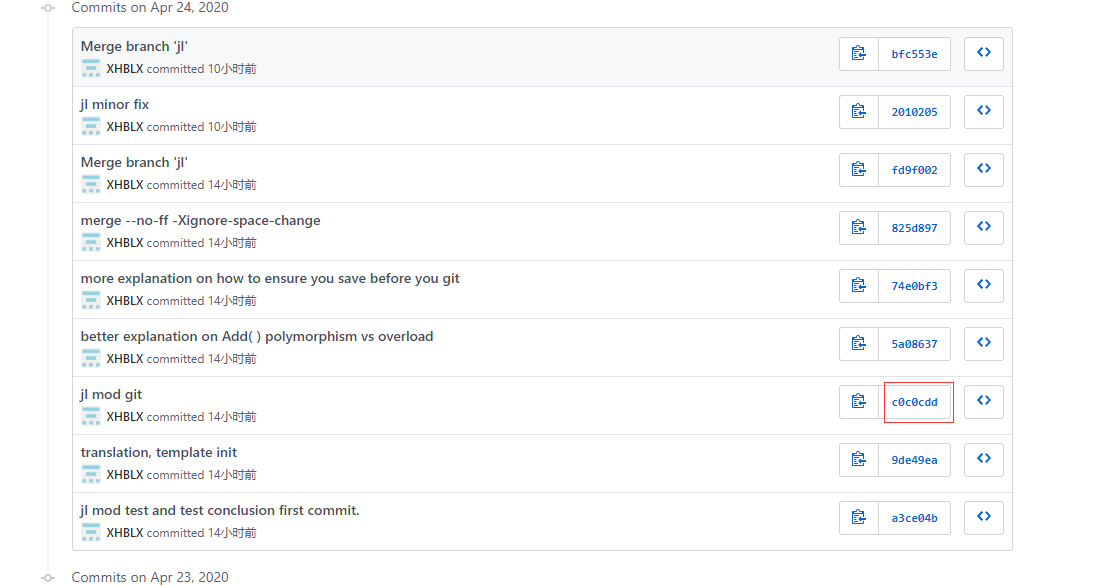 Commits on Apr 24, 2020
Merge branch 'jl'
XHBLX committed 10小时前
bfc553e
jl minor fix
XHBLX committed 10小时前
2010205
Merge branch 'jl'
XHBLX committed 14小时前
fd9f002
merge --no-ff -Xignore-space-change
XHBLX committed 14小时前
825d897
more explanation on how to ensure you save before you git
XHBLX committed 14小时前
74e0bf3
better explanation on Add( ) polymorphism vs overload
XHBLX committed 14小时前
5a08637
jl mod git
XHBLX committed 14小时前
c0c0cdd
translation, template init
XHBLX committed 14小时前
9de49ea
jl mod test and test conclusion first commit.
XHBLX committed 14小时前
a3ce04b
Commits on Apr 23, 2020